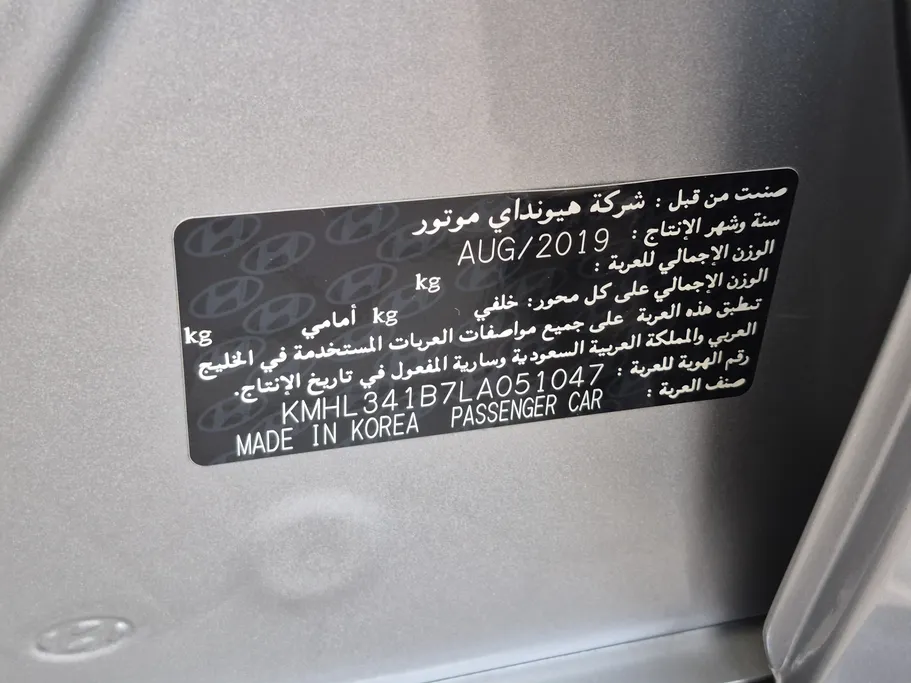 صنعت من قبل : شركة هيونداي موتور
سنة وشهر الإنتاج : AUG/2019
الوزن الإجمالي للعربة : kg
الوزن الإجمالي على كل محور: خلفي kg أمامي kg
تطبق هذه العربة على جميع مواصفات العربات المستخدمة في الخليج
العربي والمملكة العربية السعودية وسارية المفعول في تاريخ الإنتاج.
رقم الهوية للعربة : KMHL341B7LA051047
صنف العربة : PASSENGER CAR MADE IN KOREA